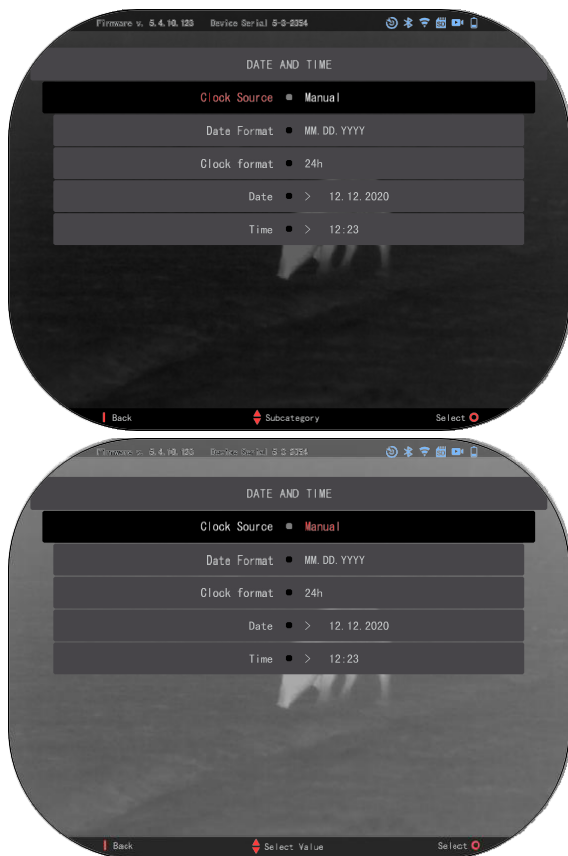 Firmware v. 5.4.10.123 Device Serial 5-3-2354
DATE AND TIME
Clock Source Manual
Date Format MM.DD.YYYY
Clock format 24h
Date > 12.12.2020
Time > 12:23
Back Subcategory Select
Firmware v. 5.4.10.123 Device Serial 5-3-2354
DATE AND TIME
Clock Source Manual
Date Format MM.DD.YYYY
Clock format 24h
Date > 12.12.2020
Time > 12:23
Back Select Value Select